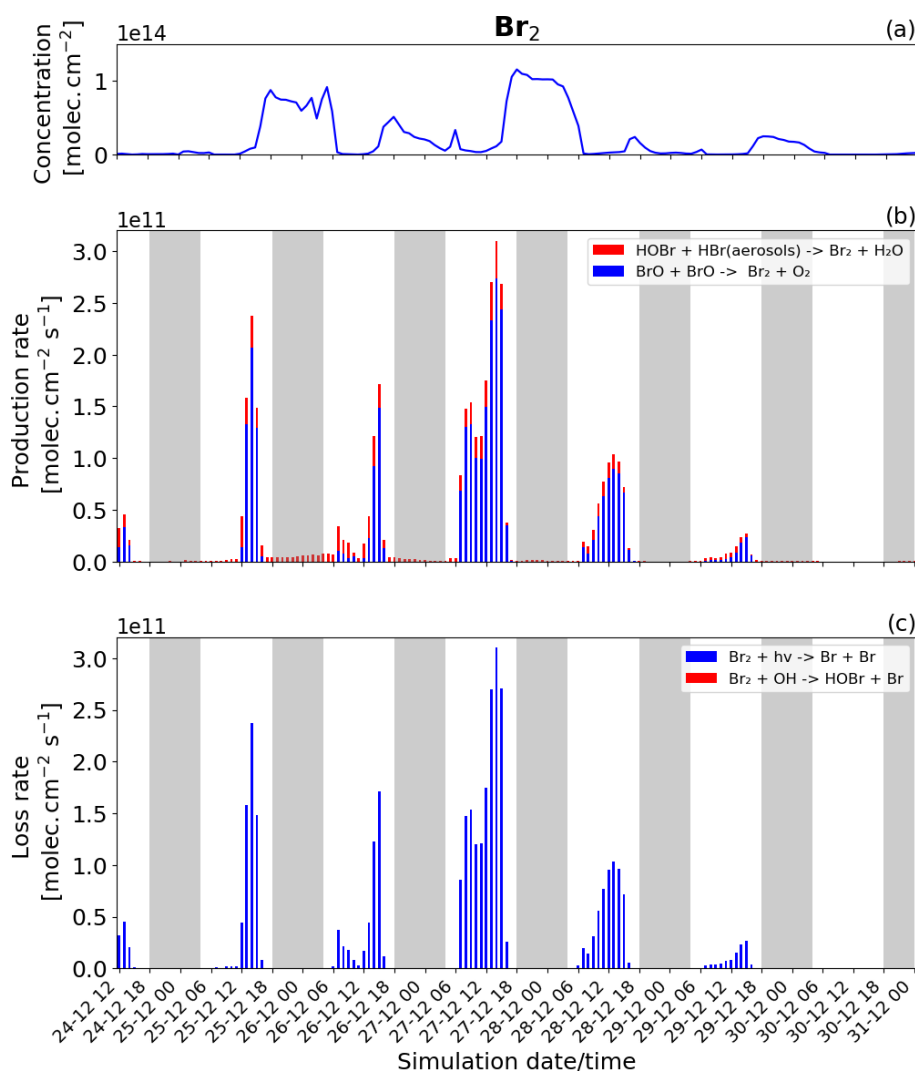 Br₂
(a)
1e14
Concentration
[molec. cm⁻²]
1
0
(b)
1e11
Production rate
[molec. cm⁻² s⁻¹]
3.0
2.5
2.0
1.5
1.0
0.5
0.0
HOBr + HBr(aerosols) -> Br₂ + H₂O
BrO + BrO -> Br₂ + O₂
(c)
1e11
Loss rate
[molec. cm⁻² s⁻¹]
3.0
2.5
2.0
1.5
1.0
0.5
0.0
Br₂ + hv -> Br + Br
Br₂ + OH -> HOBr + Br
24-12 12
24-12 18
25-12 00
25-12 06
25-12 12
25-12 18
26-12 00
26-12 06
26-12 12
26-12 18
27-12 00
27-12 06
27-12 12
27-12 18
28-12 00
28-12 06
28-12 12
28-12 18
29-12 00
29-12 06
29-12 12
29-12 18
30-12 00
30-12 06
30-12 12
30-12 18
31-12 00
Simulation date/time